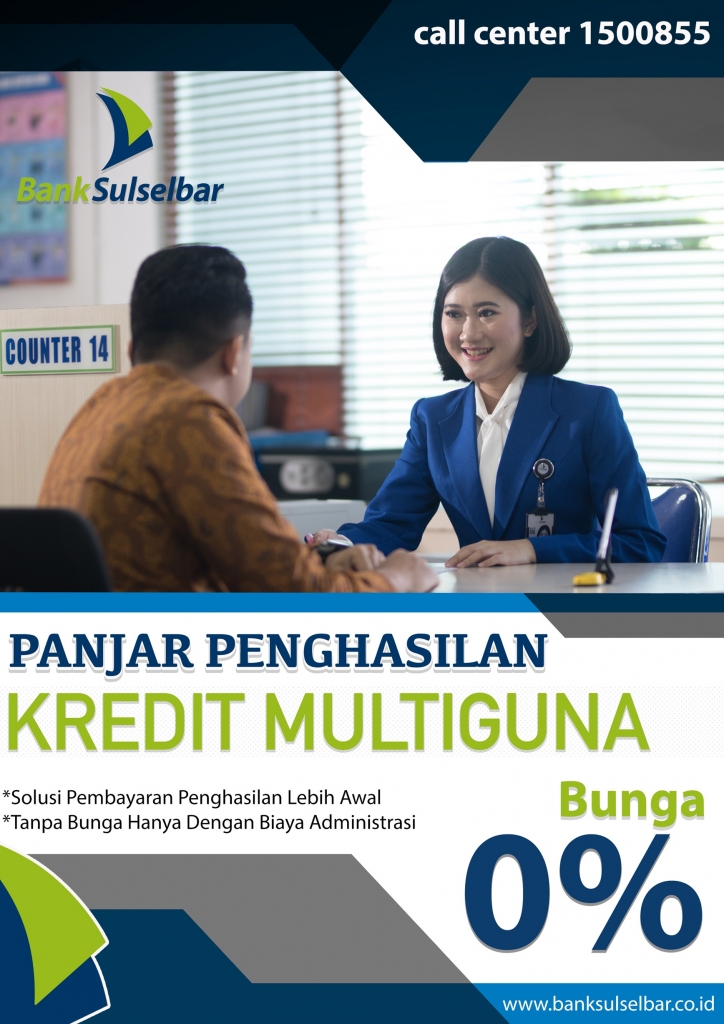 call center 1500855
BankSulselbar
COUNTER 14
PANJAR PENGHASILAN
KREDIT MULTIGUNA
*Solusi Pembayaran Penghasilan Lebih Awal
*Tanpa Bunga Hanya Dengan Biaya Administrasi
Bunga
0%
www.banksulselbar.co.id